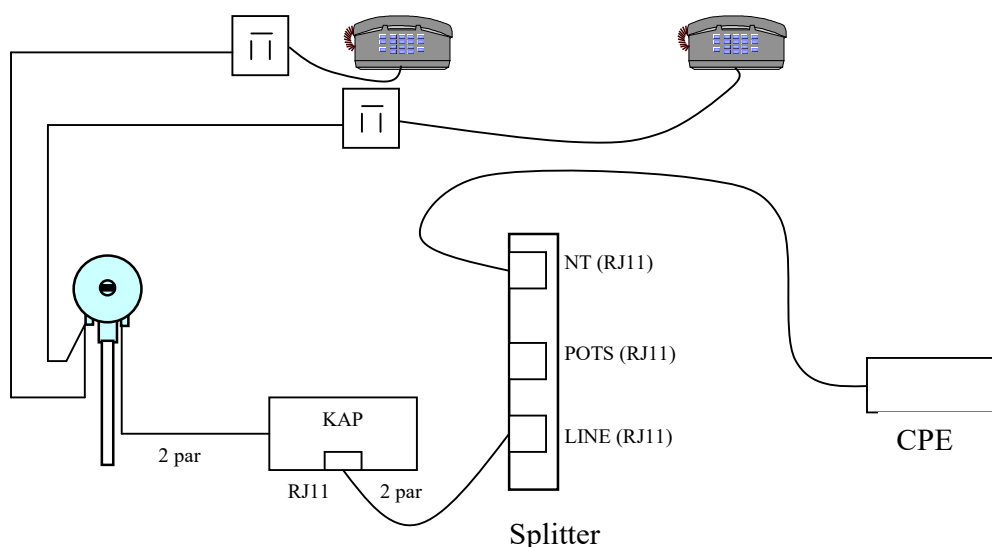 NT (RJ11)
POTS (RJ11)
KAP
LINE (RJ11)
CPE
2 par
RJ11
2 par
Splitter